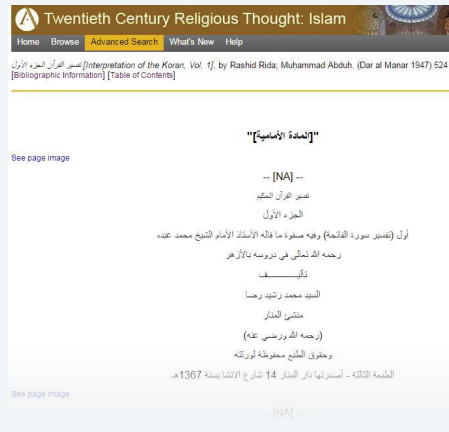 Twentieth Century Religious Thought: Islam
Home Browse Advanced Search What's New Help
تفسير القرآن الجزء الأول [Interpretation of the Koran, Vol. 1], by Rashid Rida; Muhammad Abduh. (Dar al Manar 1947) 524
[Bibliographic Information] [Table of Contents]
"[المادة الأمامية]"
See page image
-- [NA] --
تفسير القرآن الحكيم
الجزء الأول
أول (تفسير سورة الفاتحة) وفيه صفوة ما قاله الأستاذ الأمام الشيخ محمد عبده
رحمه الله تعالى في دروسه بالأزهر
تأليـــــــف
السيد محمد رشيد رضا
منشئ المنار
(رحمه الله ورضي عنه)
وحقوق الطبع محفوظة لورثته
الطبعة الثالثة - أصدرتها دار المنار 14 شارع الانشا بسنة 1367هـ
See page image
-- [NA] --